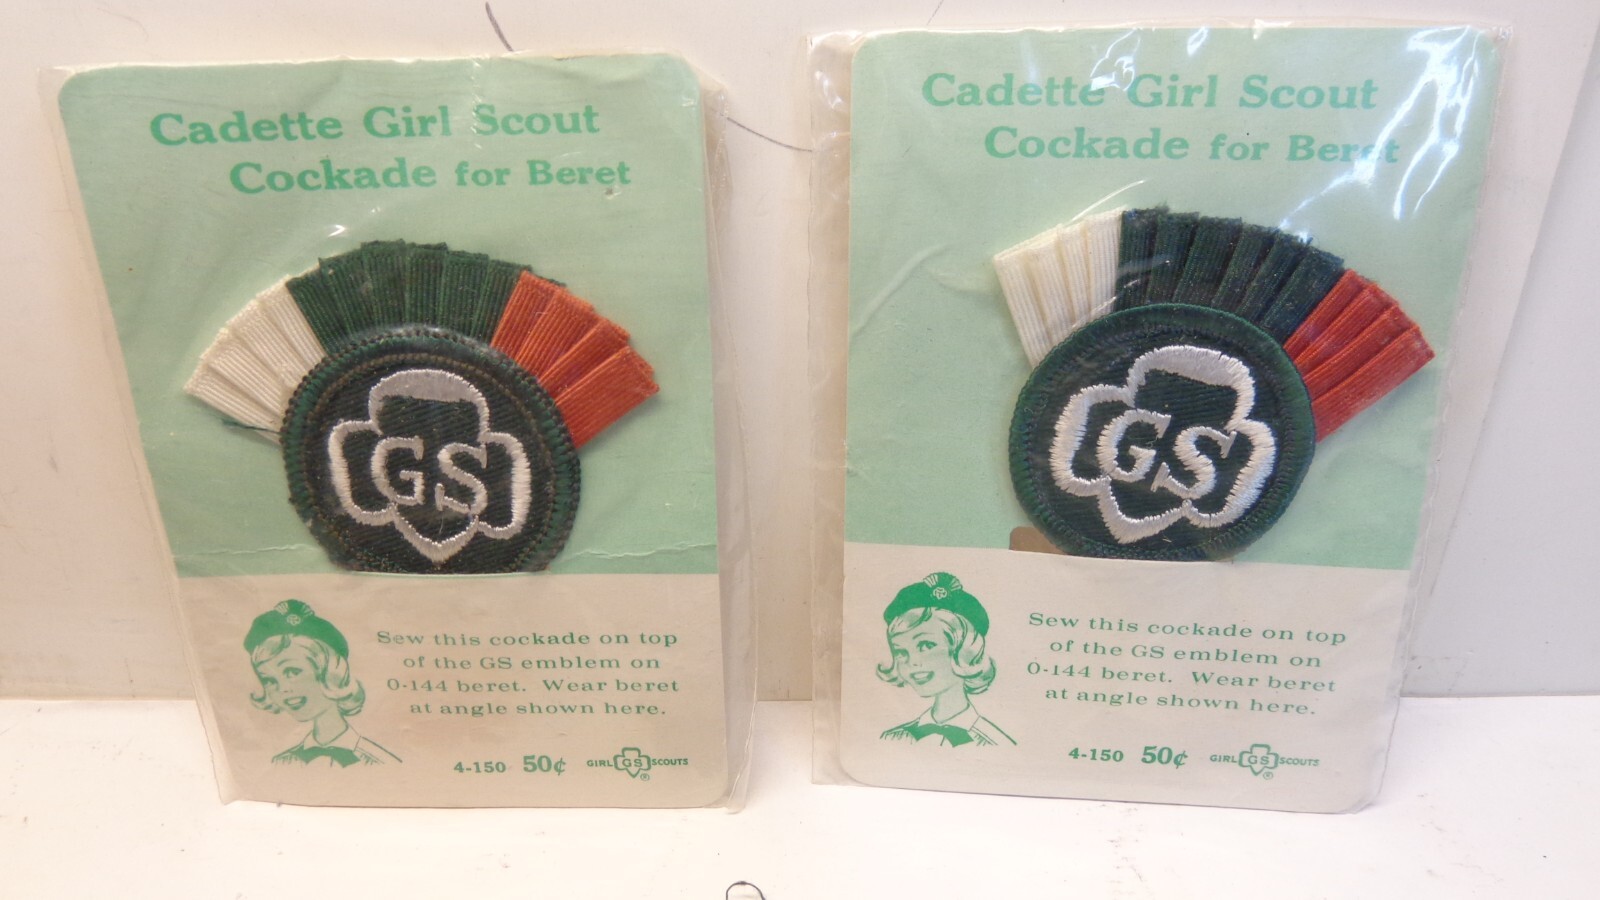 Cadette Girl Scout
Cockade for Beret
GS
Sew this cockade on top
of the GS emblem on
0-144 beret. Wear beret
at angle shown here.
4-150 50¢ GIRL GS SCOUTS ®
Cadette Girl Scout
Cockade for Beret
GS
Sew this cockade on top
of the GS emblem on
0-144 beret. Wear beret
at angle shown here.
4-150 50¢ GIRL GS SCOUTS ®